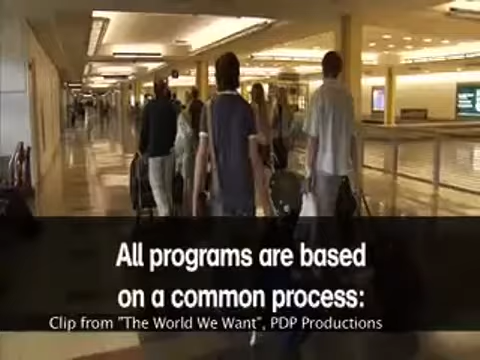 All programs are based
on a common process:
Clip from "The World We Want", PDP Productions